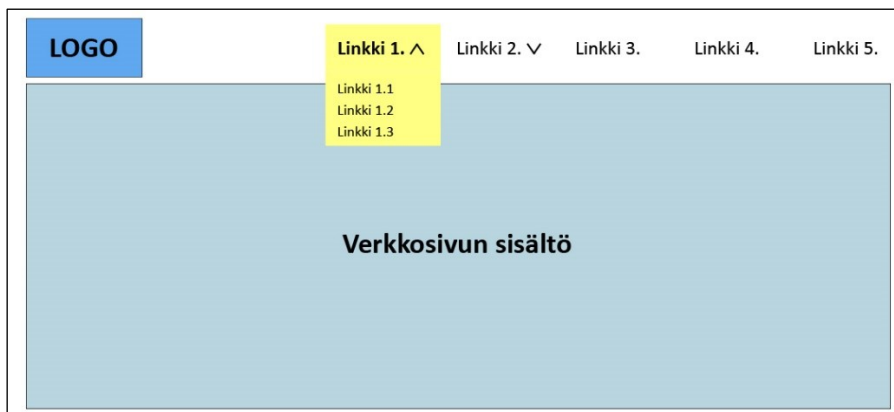 LOGO
Linkki 1. Linkki 2. Linkki 3. Linkki 4. Linkki 5.
Linkki 1.1
Linkki 1.2
Linkki 1.3
Verkkosivun sisältö